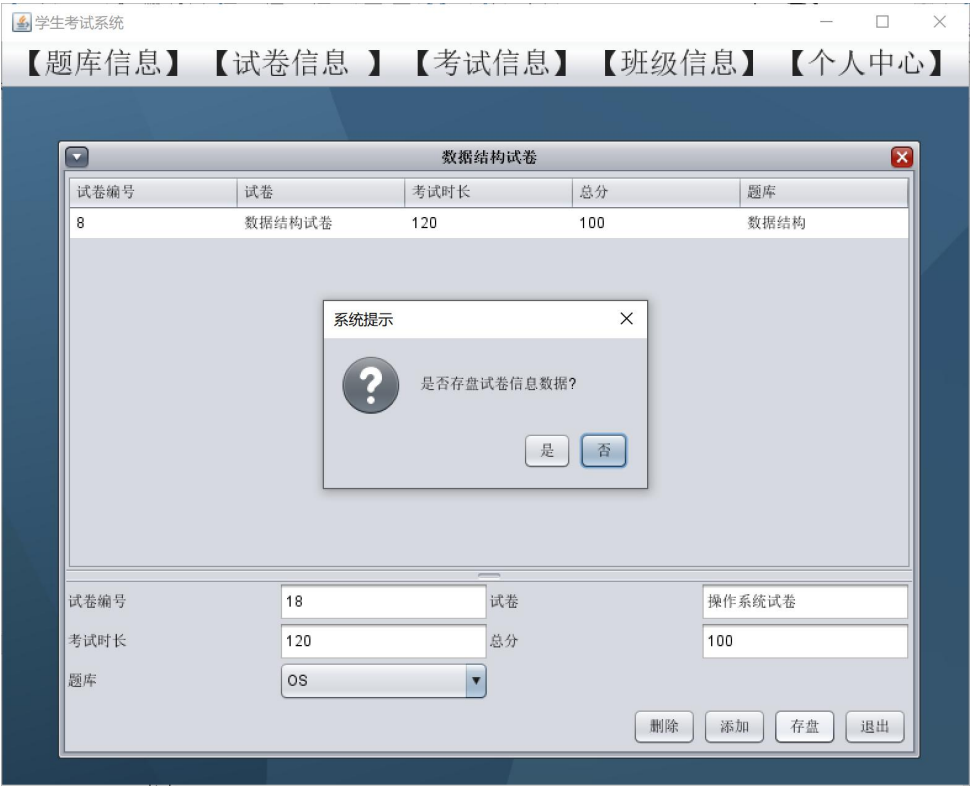 学生考试系统
【题库信息】 【试卷信息 】 【考试信息】 【班级信息】 【个人中心】
数据结构试卷
试卷编号 试卷 考试时长 总分 题库
8 数据结构试卷 120 100 数据结构
系统提示
是否存盘试卷信息数据?
是 否
试卷编号 18 试卷 操作系统试卷
考试时长 120 总分 100
题库 OS
删除 添加 存盘 退出